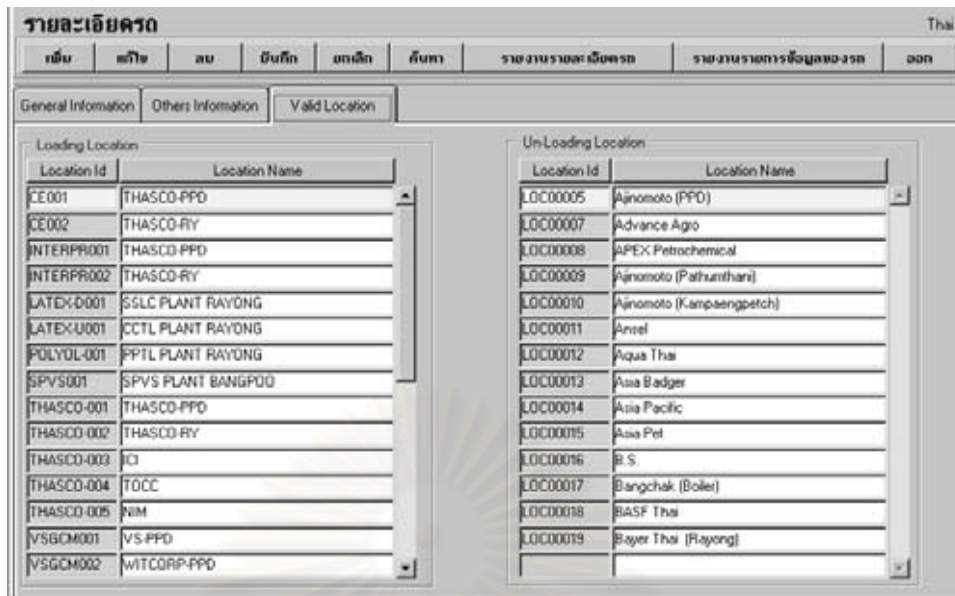 รายละเอียดรถ Thai
เพิ่ม แก้ไข ลบ บันทึก ยกเลิก ค้นหา รายงานรายละเอียดรถ รายงานรายการข้อมูลของรถ ออก
General Information Others Information Valid Location
Loading Location Un-Loading Location
Location Id Location Name Location Id Location Name
CE001 THASCO-PPD LOC00005 Ajinomoto (PPD)
CE002 THASCO-RY LOC00007 Advance Agro
INTERPR001 THASCO-PPD LOC00008 APEX Petrochemical
INTERPR002 THASCO-RY LOC00009 Ajinomoto (Pathumthani)
LATEX-D001 SSLC PLANT RAYONG LOC00010 Ajinomoto (Kampaengpetch)
LATEX-U001 CCTL PLANT RAYONG LOC00011 Ansel
POLYOL-001 PPTL PLANT RAYONG LOC00012 Aqua Thai
SPVS001 SPVS PLANT BANGPOO LOC00013 Asia Badger
THASCO-001 THASCO-PPD LOC00014 Asia Pacific
THASCO-002 THASCO-RY LOC00015 Asia Pet
THASCO-003 ICI LOC00016 B.S.
THASCO-004 TOCC LOC00017 Bangchak (Boiler)
THASCO-005 NIM LOC00018 BASF Thai
VSGCM001 VS-PPD LOC00019 Bayer Thai (Rayong)
VSGCM002 WITCORP-PPD